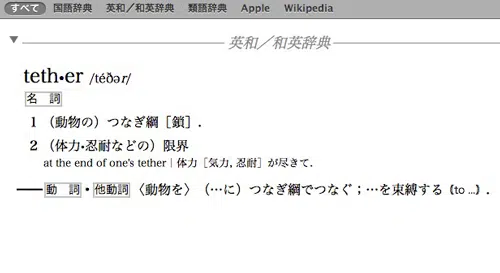 すべて 国語辞典 英和／和英辞典 類語辞典 Apple Wikipedia
英和／和英辞典
teth•er /téðər/
名 詞
1 （動物の）つなぎ綱［鎖］.
2 （体力•忍耐などの）限界
at the end of one's tether | 体力［気力, 忍耐］が尽きて.
━━ 動 詞 • 他動詞 〈動物を〉（…に）つなぎ綱でつなぐ；…を束縛する⦅to ...⦆.